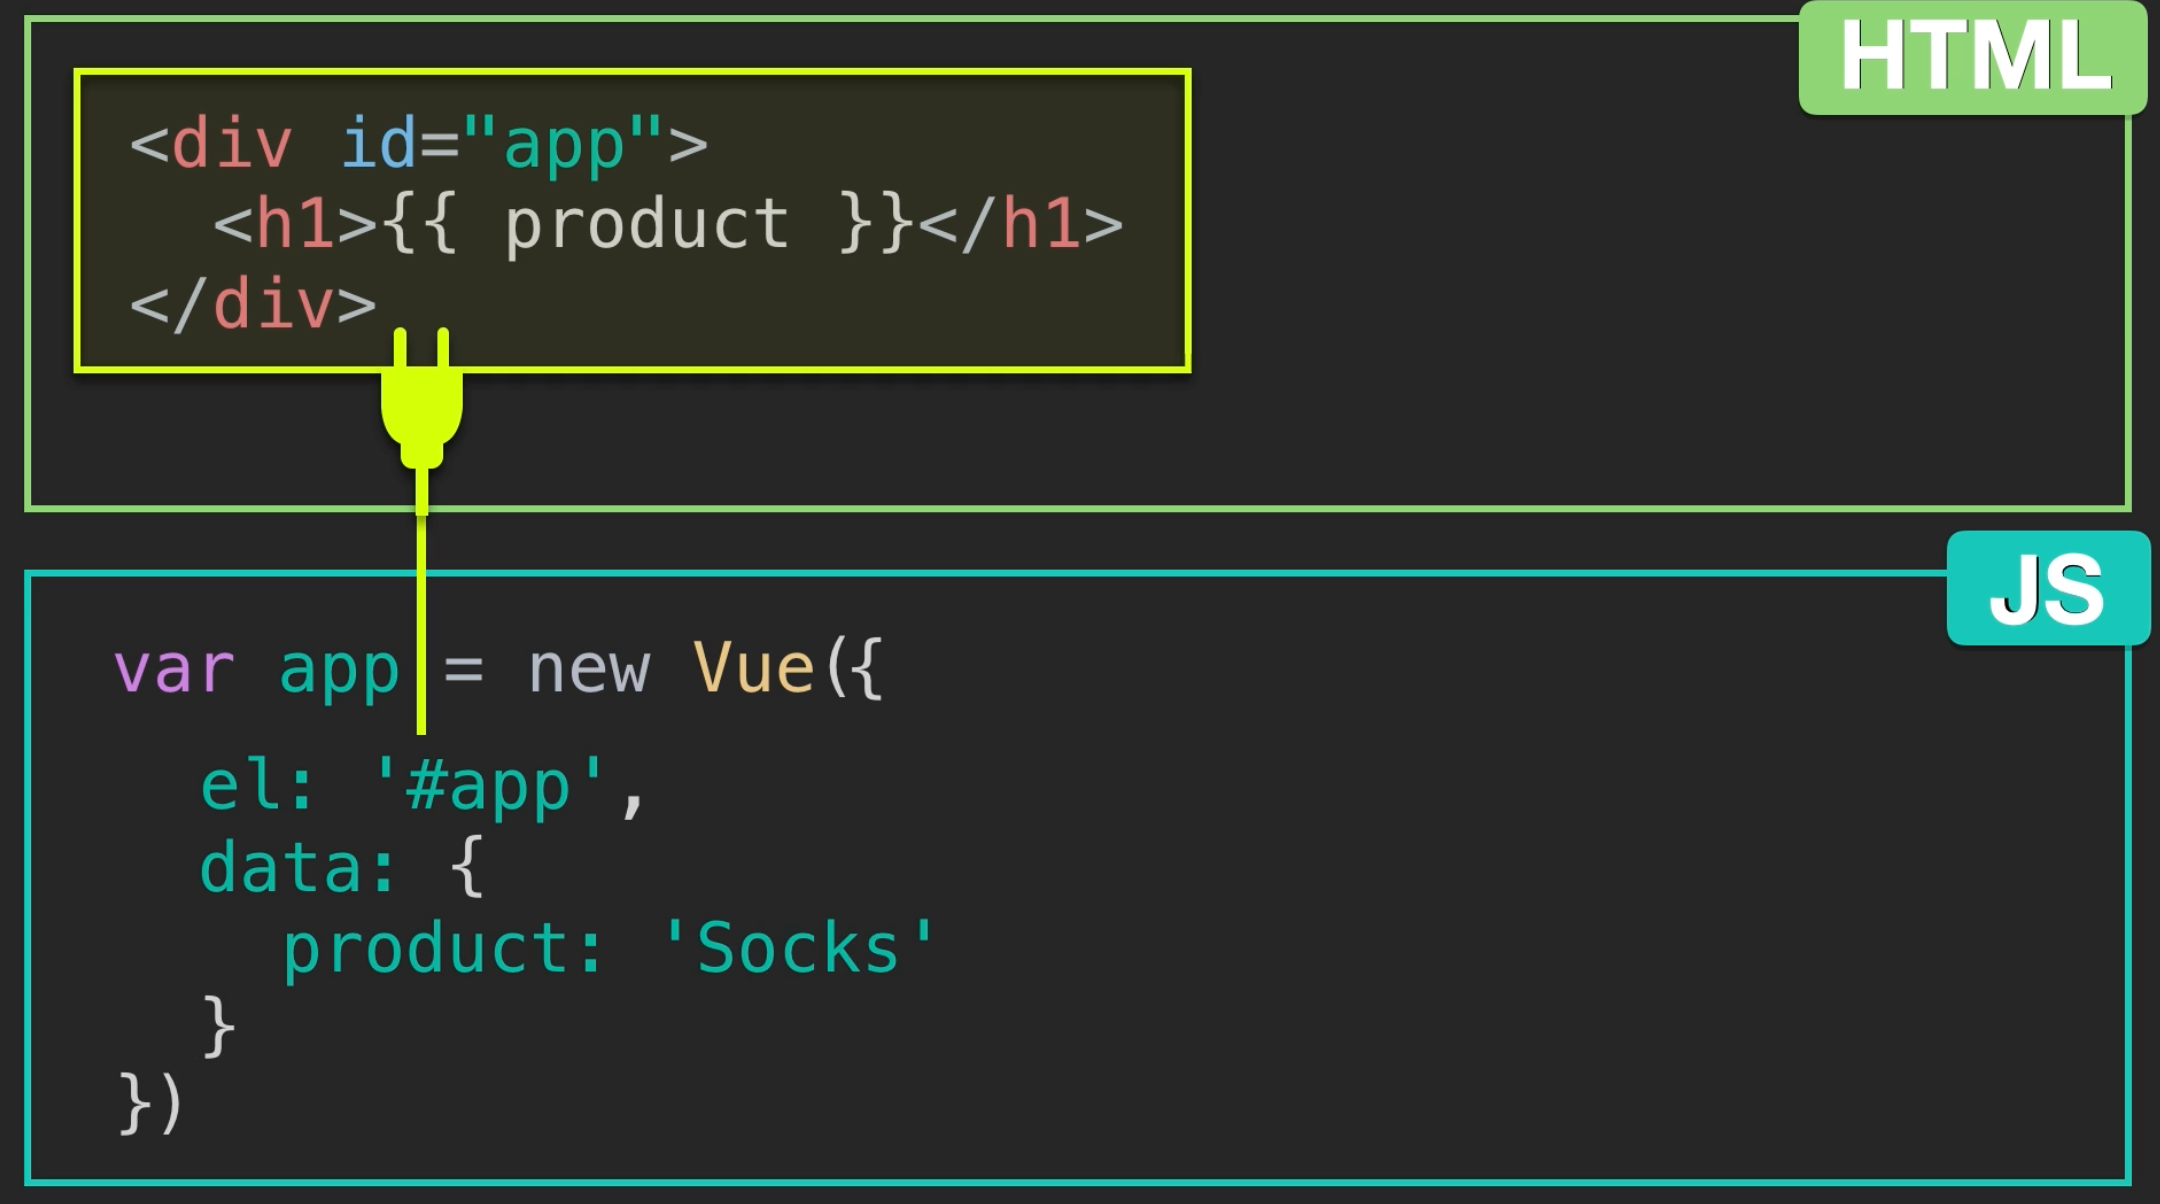 HTML
<div id="app">
  <h1>{{ product }}</h1>
</div>
JS
var app = new Vue({
  el: '#app',
  data: {
    product: 'Socks'
  }
})